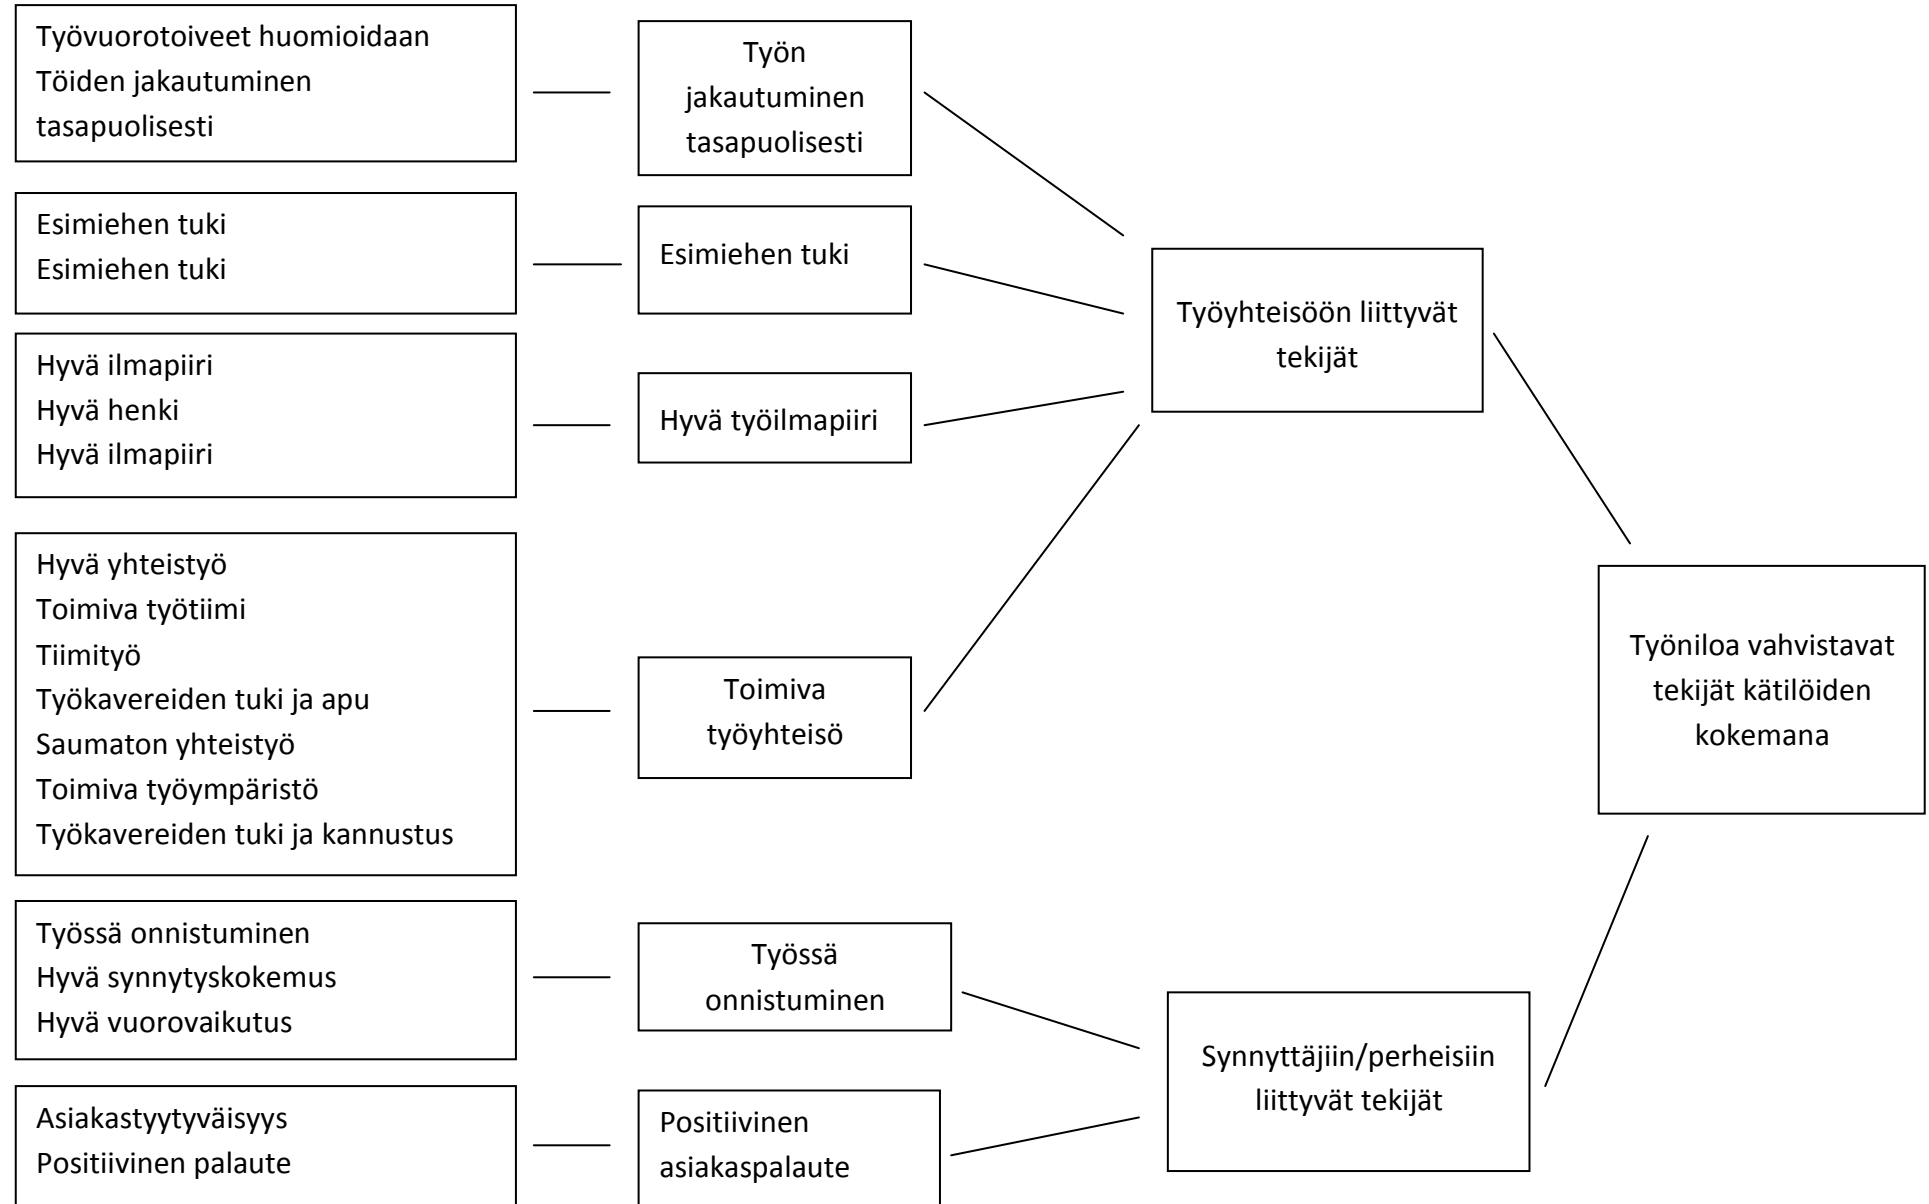 Työvuorotoiveet huomioidaan
Töiden jakautuminen
tasapuolisesti
Työn
jakautuminen
tasapuolisesti
Esimiehen tuki
Esimiehen tuki
Esimiehen tuki
Hyvä ilmapiiri
Hyvä henki
Hyvä ilmapiiri
Hyvä työilmapiiri
Työyhteisöön liittyvät
tekijät
Hyvä yhteistyö
Toimiva työtiimi
Tiimityö
Työkavereiden tuki ja apu
Saumaton yhteistyö
Toimiva työympäristö
Työkavereiden tuki ja kannustus
Toimiva
työyhteisö
Työniloa vahvistavat
tekijät kätilöiden
kokemana
Työssä onnistuminen
Hyvä synnytyskokemus
Hyvä vuorovaikutus
Työssä
onnistuminen
Synnyttäjiin/perheisiin
liittyvät tekijät
Asiakastyytyväisyys
Positiivinen palaute
Positiivinen
asiakaspalaute